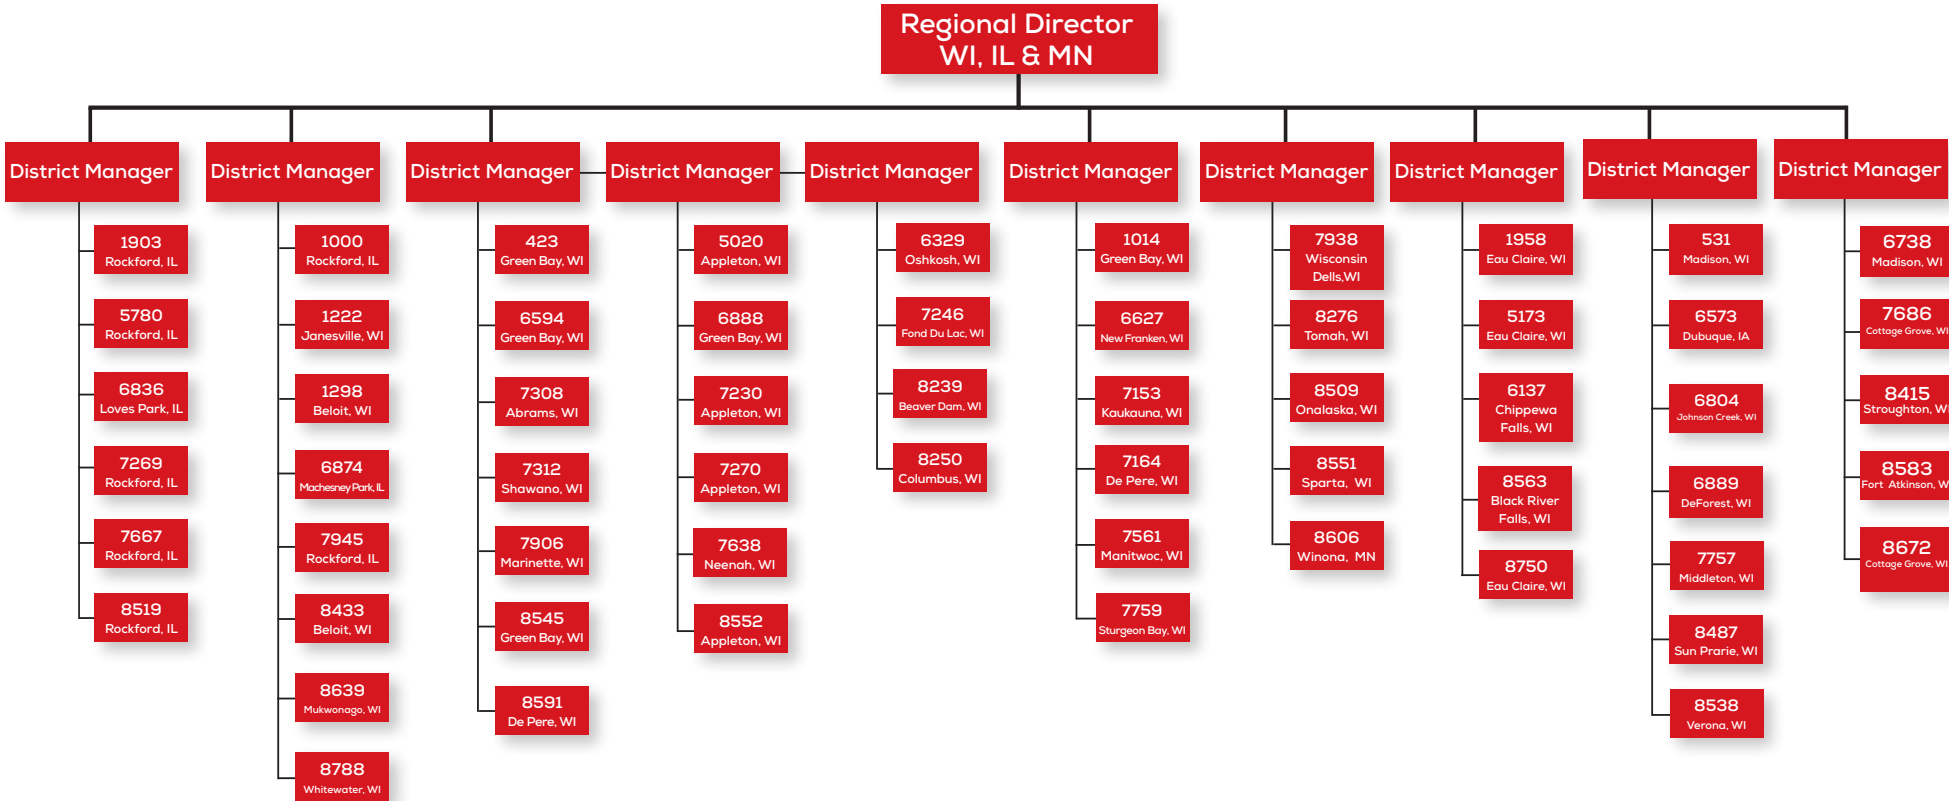 Regional Director
WI, IL & MN
District Manager
1903
Rockford, IL
5780
Rockford, IL
6836
Loves Park, IL
7269
Rockford, IL
7667
Rockford, IL
8519
Rockford, IL
District Manager
1000
Rockford, IL
1222
Janesville, WI
1298
Beloit, WI
6874
Machesney Park, IL
7945
Rockford, IL
8433
Beloit, WI
8639
Mukwonago, WI
8788
Whitewater, WI
District Manager
423
Green Bay, WI
6594
Green Bay, WI
7308
Abrams, WI
7312
Shawano, WI
7906
Marinette, WI
8545
Green Bay, WI
8591
De Pere, WI
District Manager
5020
Appleton, WI
6888
Green Bay, WI
7230
Appleton, WI
7270
Appleton, WI
7638
Neenah, WI
8552
Appleton, WI
District Manager
6329
Oshkosh, WI
7246
Fond Du Lac, WI
8239
Beaver Dam, WI
8250
Columbus, WI
District Manager
1014
Green Bay, WI
6627
New Franken, WI
7153
Kaukauna, WI
7164
De Pere, WI
7561
Manitwoc, WI
7759
Sturgeon Bay, WI
District Manager
7938
Wisconsin
Dells,WI
8276
Tomah, WI
8509
Onalaska, WI
8551
Sparta, WI
8606
Winona, MN
District Manager
1958
Eau Claire, WI
5173
Eau Claire, WI
6137
Chippewa
Falls, WI
8563
Black River
Falls, WI
8750
Eau Claire, WI
District Manager
531
Madison, WI
6573
Dubuque, IA
6804
Johnson Creek, WI
6889
DeForest, WI
7757
Middleton, WI
8487
Sun Prarie, WI
8538
Verona, WI
District Manager
6738
Madison, WI
7686
Cottage Grove, WI
8415
Stroughton, WI
8583
Fort Atkinson, WI
8672
Cottage Grove, WI